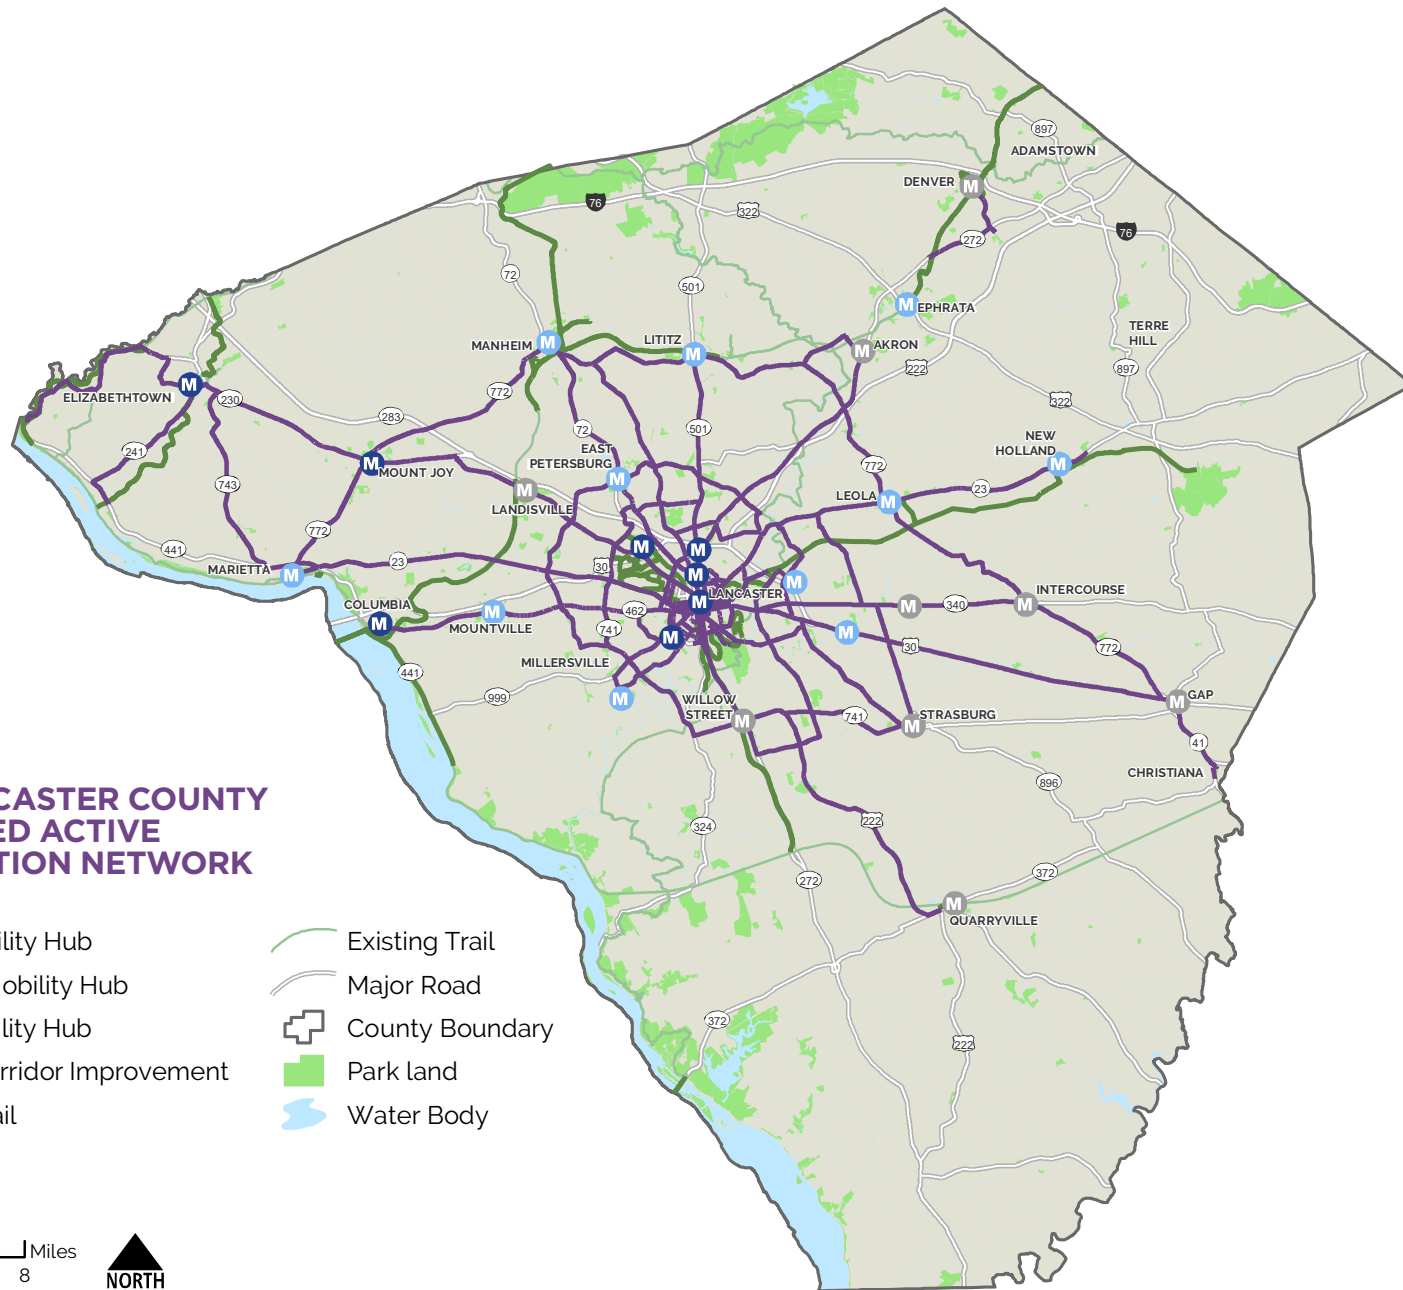 897
ADAMSTOWN
DENVER
M
76
322
272
76
72
501
M
EPHRATA
TERRE
HILL
MANHEIM
M
LITITZ
M
M
AKRON
222
897
M
ELIZABETHTOWN
230
772
283
322
72
501
EAST
PETERSBURG
M
NEW
HOLLAND
M
241
M
MOUNT JOY
772
743
M
LANDISVILLE
LEOLA
M
23
772
441
23
M
M
30
M
MARIETTA
M
M
M
LANCASTER
INTERCOURSE
COLUMBIA
M
M
MOUNTVILLE
462
M
M
340
M
741
M
M
30
772
MILLERSVILLE
441
999
M
WILLOW
STREET
M
741
M
STRASBURG
M
GAP
41
CHRISTIANA
896
CASTER COUNTY
ED ACTIVE
TION NETWORK
324
222
272
372
M
QUARRYVILLE
ility Hub
obility Hub
lity Hub
rridor Improvement
ail
Existing Trail
Major Road
County Boundary
Park land
Water Body
372
222
Miles
8
NORTH